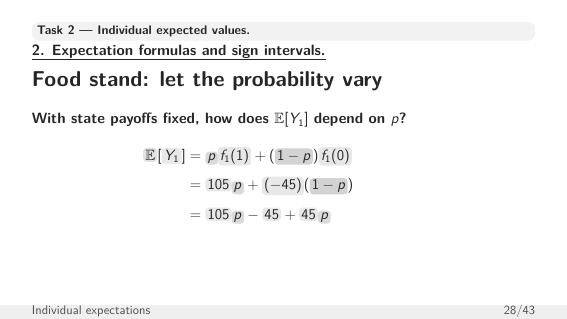 Task 2 — Individual expected values.
2. Expectation formulas and sign intervals.
Food stand: let the probability vary
With state payoffs fixed, how does 𝔼[Y₁] depend on p?
𝔼[Y₁] = p f₁(1) + (1 − p) f₁(0)
= 105 p + (−45)(1 − p)
= 105 p − 45 + 45 p
Individual expectations 28/43